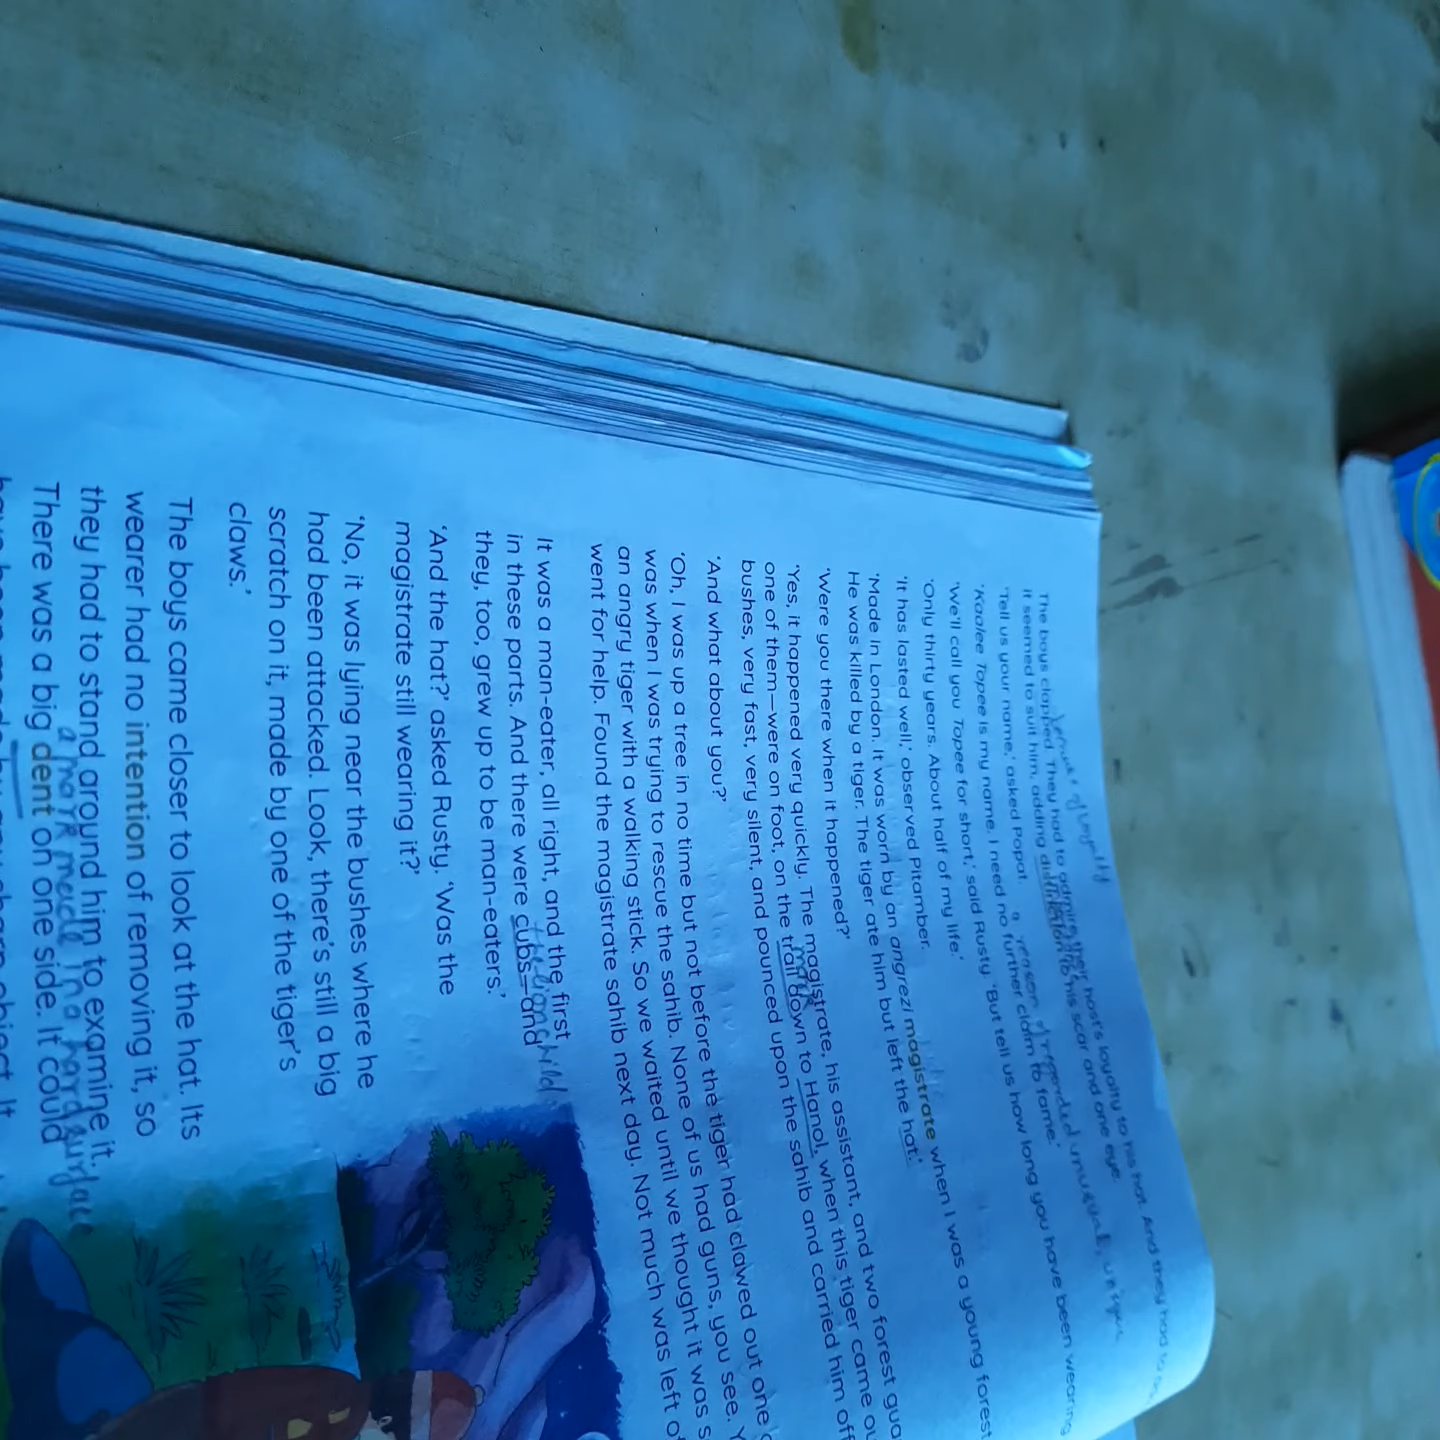 The boys clapped. They had to admire their host's loyalty to his hat. And they had to
it seemed to suit him, adding distinction to his scar and one eye.
'Tell us your name,' asked Popat.
'Kaalee Topee is my name. I need no further claim to fame.'
'We'll call you Topee for short,' said Rusty. 'But tell us how long you have been wearing
'Only thirty years. About half of my life.'
'It has lasted well,' observed Pitamber.
'Made in London. It was worn by an angrezi magistrate when I was a young forest
He was killed by a tiger. The tiger ate him but left the hat.'
'Were you there when it happened?'
'Yes, it happened very quickly. The magistrate, his assistant, and two forest
one of them—were on foot, on the trail down to Hanol, when this tiger came
bushes, very fast, very silent, and pounced upon the sahib and carried him off
'And what about you?'
'Oh, I was up a tree in no time but not before the tiger had clawed out one
was when I was trying to rescue the sahib. None of us had guns, you see.
an angry tiger with a walking stick. So we waited until we thought it was
went for help. Found the magistrate sahib next day. Not much was left
It was a man-eater, all right, and the first
in these parts. And there were cubs—and
they, too, grew up to be man-eaters.'
'And the hat?' asked Rusty. 'Was the
magistrate still wearing it?'
'No, it was lying near the bushes where he
had been attacked. Look, there's still a big
scratch on it, made by one of the tiger's
claws.'
The boys came closer to look at the hat. Its
wearer had no intention of removing it, so
they had to stand around him to examine it.
a mark made in a hard surface
There was a big dent on one side. It could